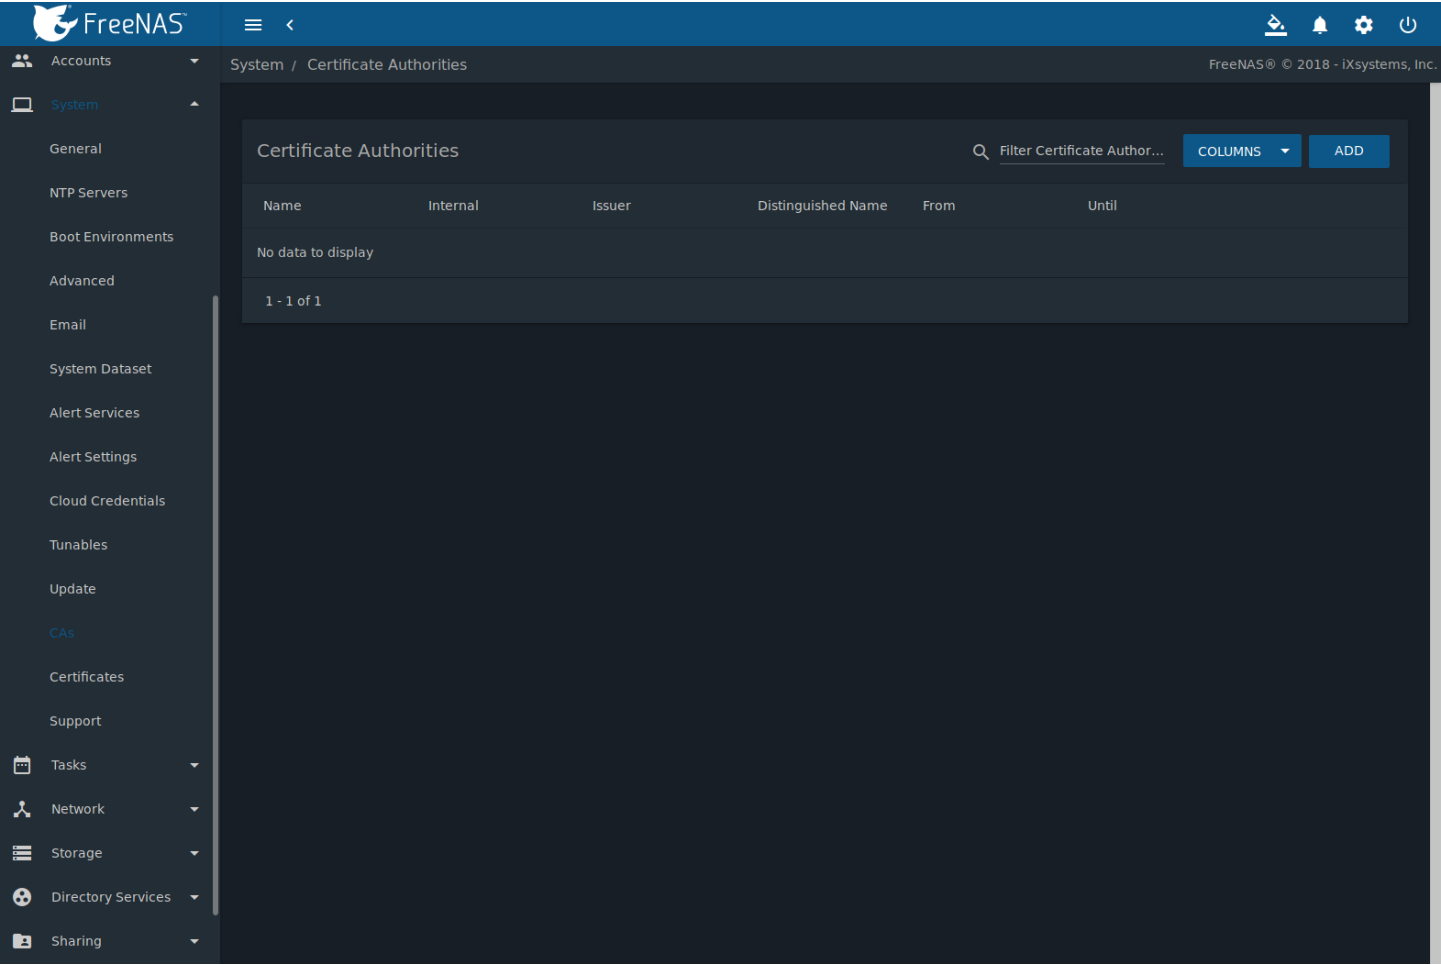 FreeNAS™
Accounts
System / Certificate Authorities
FreeNAS® © 2018 - iXsystems, Inc.
System
General
NTP Servers
Boot Environments
Advanced
Email
System Dataset
Alert Services
Alert Settings
Cloud Credentials
Tunables
Update
CAs
Certificates
Support
Tasks
Network
Storage
Directory Services
Sharing
Certificate Authorities
Filter Certificate Author...
COLUMNS
ADD
Name Internal Issuer Distinguished Name From Until
No data to display
1 - 1 of 1